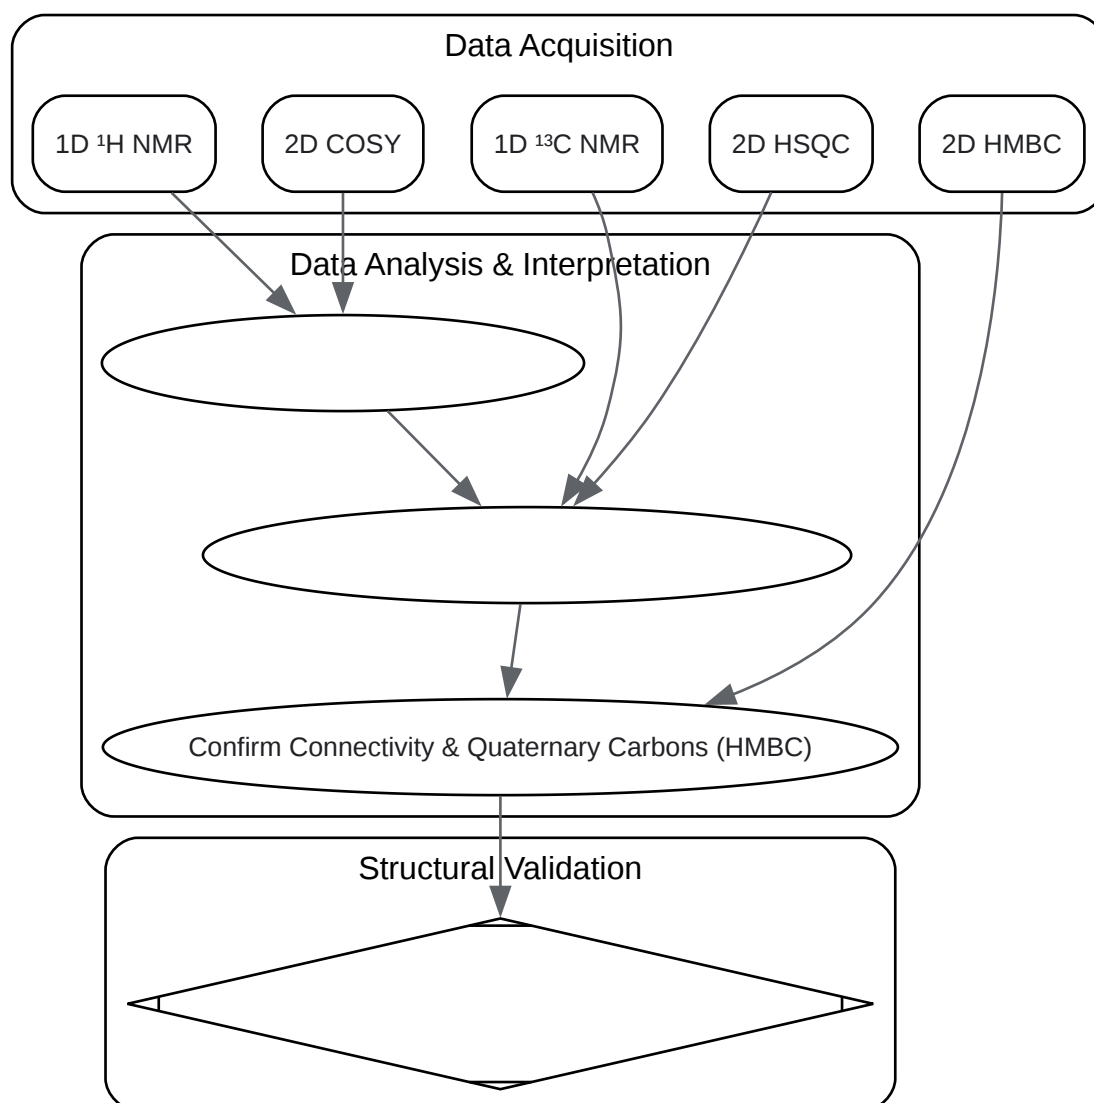 Data Acquisition
1D ¹H NMR
2D COSY
1D ¹³C NMR
2D HSQC
2D HMBC
Data Analysis & Interpretation
Confirm Connectivity & Quaternary Carbons (HMBC)
Structural Validation